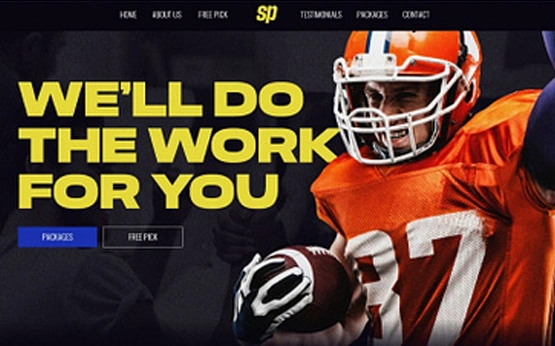 HOME ABOUT US FREE PICK sp TESTIMONIALS PACKAGES CONTACT
WE'LL DO
THE WORK
FOR YOU
PACKAGES FREE PICK
87